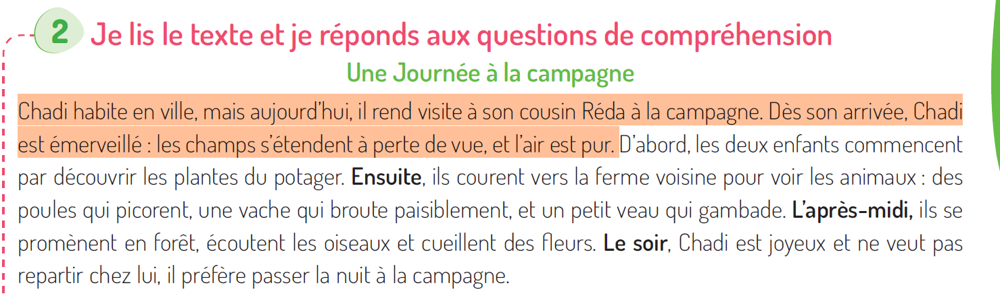 2 Je lis le texte et je réponds aux questions de compréhension
Une Journée à la campagne
Chadi habite en ville, mais aujourd'hui, il rend visite à son cousin Réda à la campagne. Dès son arrivée, Chadi
est émerveillé : les champs s'étendent à perte de vue, et l'air est pur. D'abord, les deux enfants commencent
par découvrir les plantes du potager. Ensuite, ils courent vers la ferme voisine pour voir les animaux : des
poules qui picorent, une vache qui broute paisiblement, et un petit veau qui gambade. L'après-midi, ils se
promènent en forêt, écoutent les oiseaux et cueillent des fleurs. Le soir, Chadi est joyeux et ne veut pas
repartir chez lui, il préfère passer la nuit à la campagne.